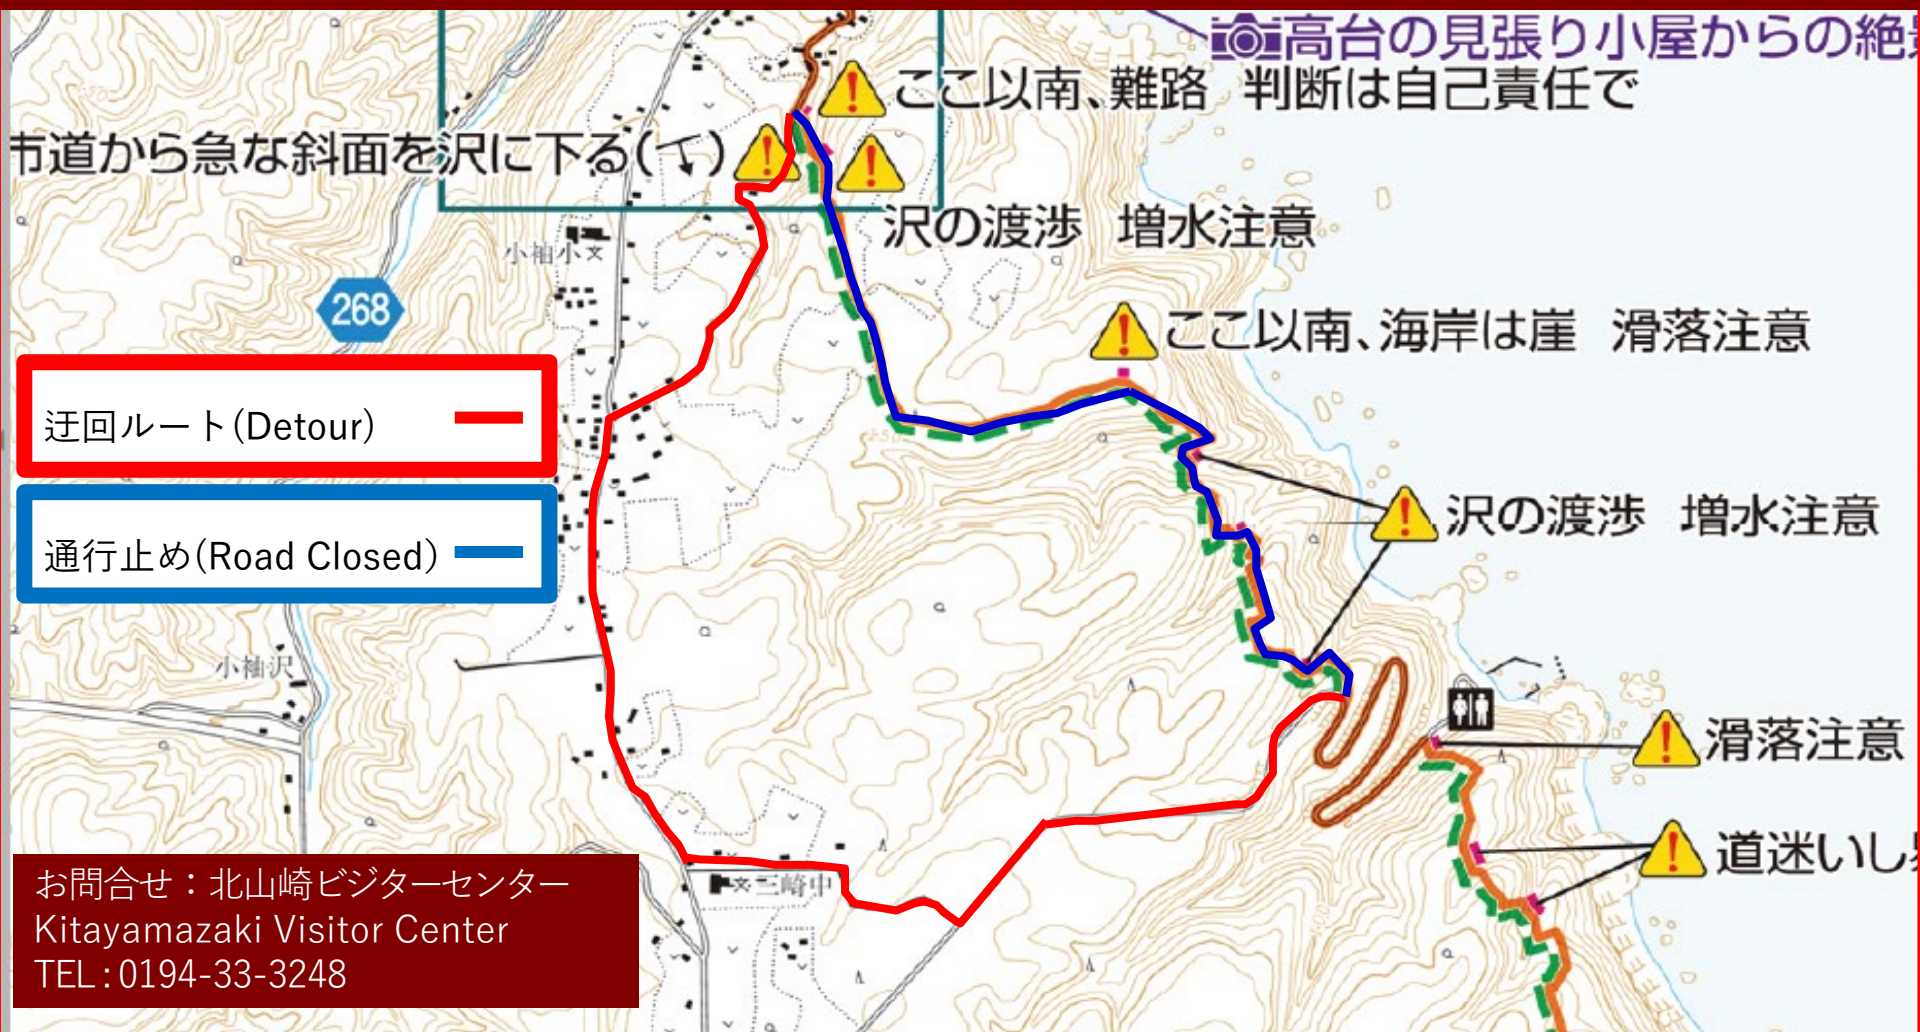 高台の見張り小屋からの絶景
ここ以南、難路 判断は自己責任で
市道から急な斜面を沢に下る(↴)
沢の渡渉 増水注意
小袖小
268
ここ以南、海岸は崖 滑落注意
迂回ルート(Detour)
沢の渡渉 増水注意
通行止め(Road Closed)
小袖沢
滑落注意
道迷いし
三崎中
お問合せ：北山崎ビジターセンター
Kitayamazaki Visitor Center
TEL:0194-33-3248